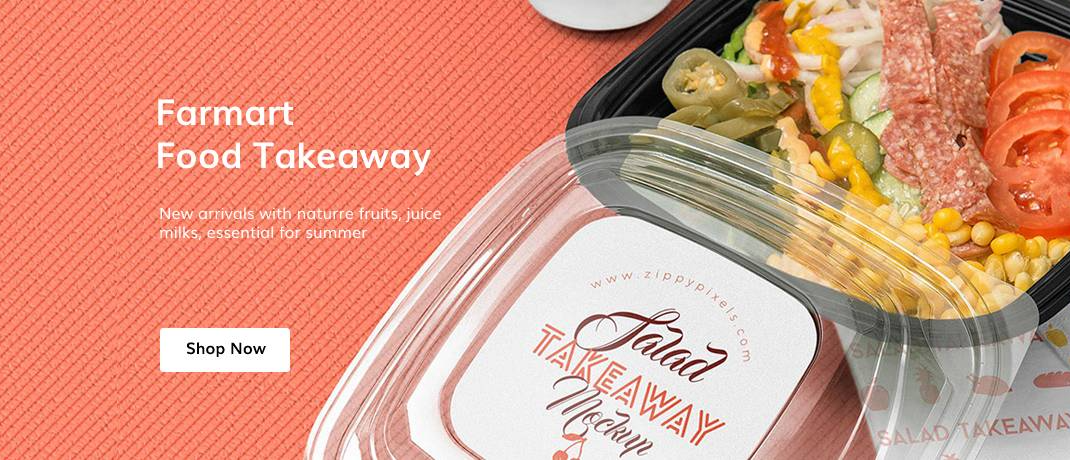 Farmart
Food Takeaway
New arrivals with naturre fruits, juice
milks, essential for summer
Shop Now
www.zippypixels.com
Salad
TAKEAWAY
Mockup
SALAD TAKEAWAY